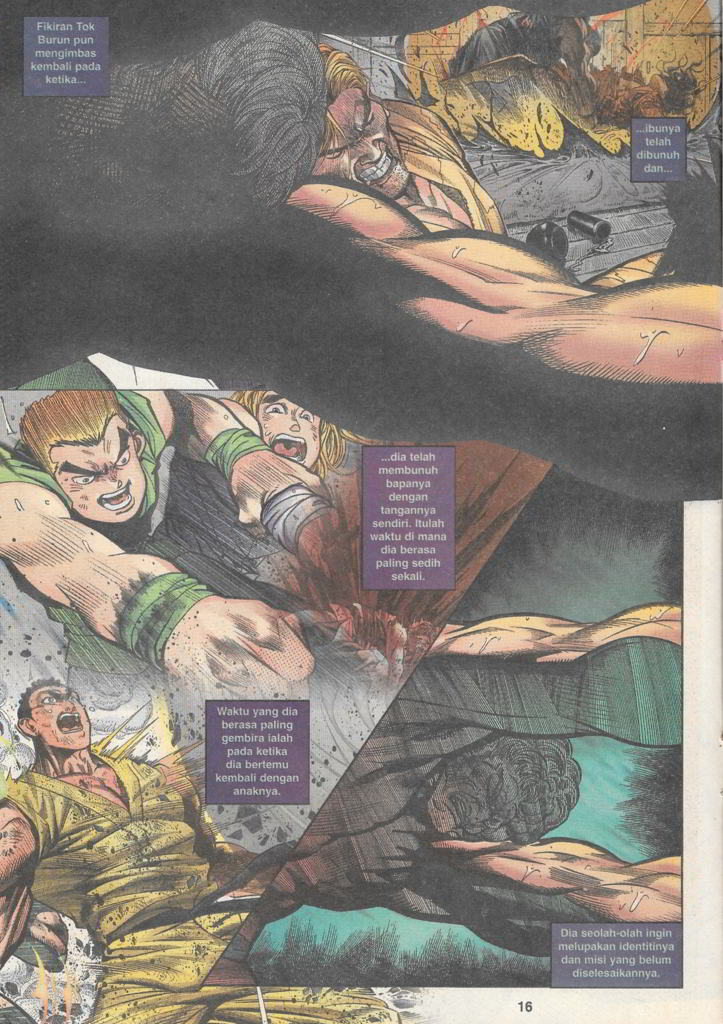 Fikiran Tok
Burun pun
mengimbas
kembali pada
ketika...
...ibunya
telah
dibunuh
dan...
...dia telah
membunuh
bapanya
dengan
tangannya
sendiri. Itulah
waktu di mana
dia berasa
paling sedih
sekali.
Waktu yang dia
berasa paling
gembira ialah
pada ketika
dia bertemu
kembali dengan
anaknya.
Dia seolah-olah ingin
melupakan identitinya
dan misi yang belum
diselesaikannya.
16